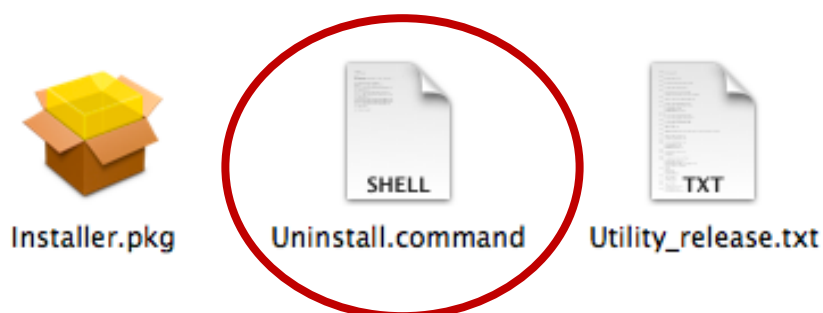 SHELL
TXT
Installer.pkg
Uninstall.command
Utility_release.txt